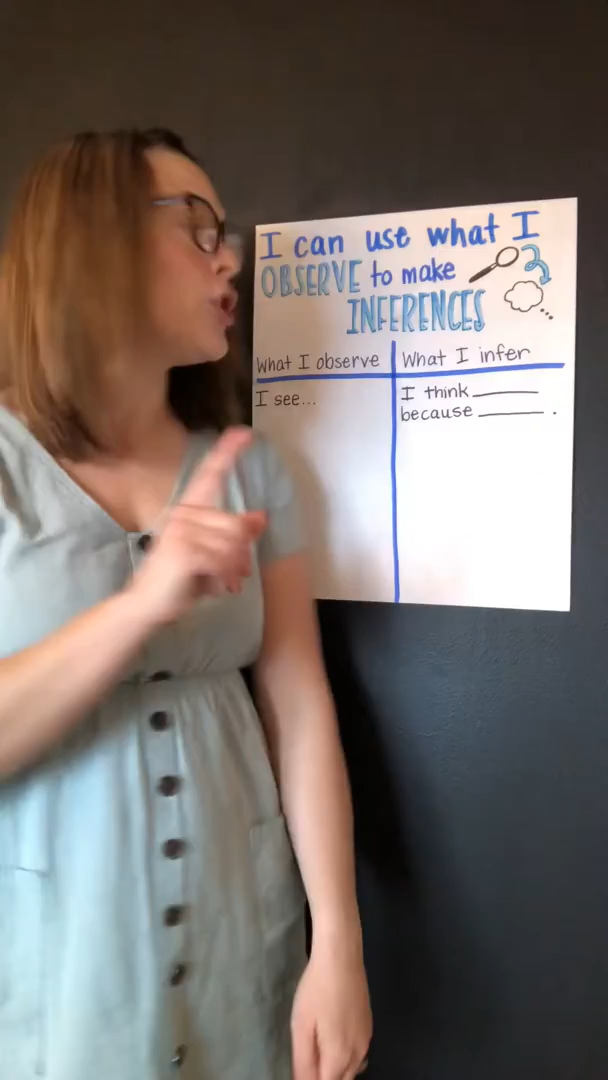 I can use what I
OBSERVE to make
INFERENCES
What I observe
What I infer
I see...
I think ______
because ______.